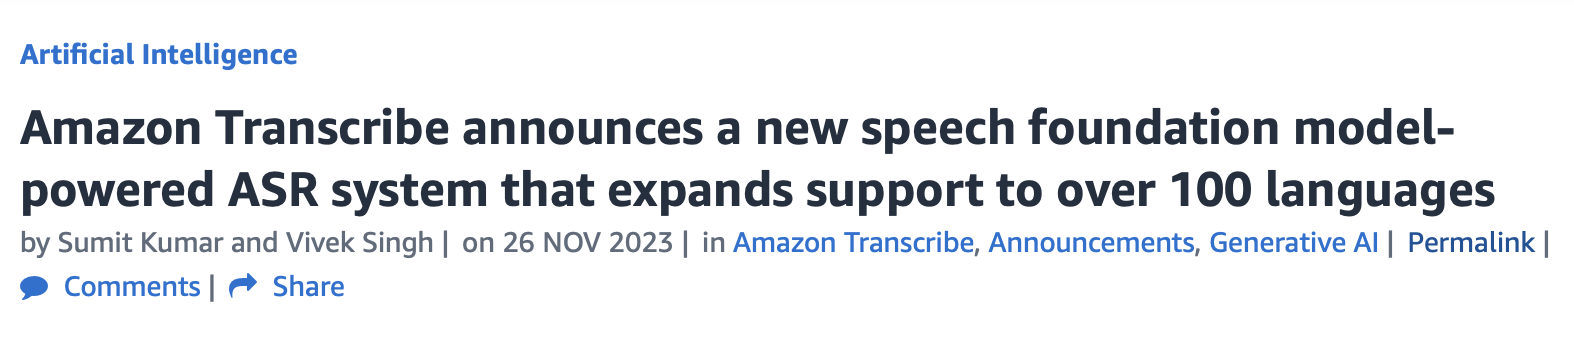 Artificial Intelligence
Amazon Transcribe announces a new speech foundation model-
powered ASR system that expands support to over 100 languages
by Sumit Kumar and Vivek Singh | on 26 NOV 2023 | in Amazon Transcribe, Announcements, Generative AI | Permalink |
Comments | Share